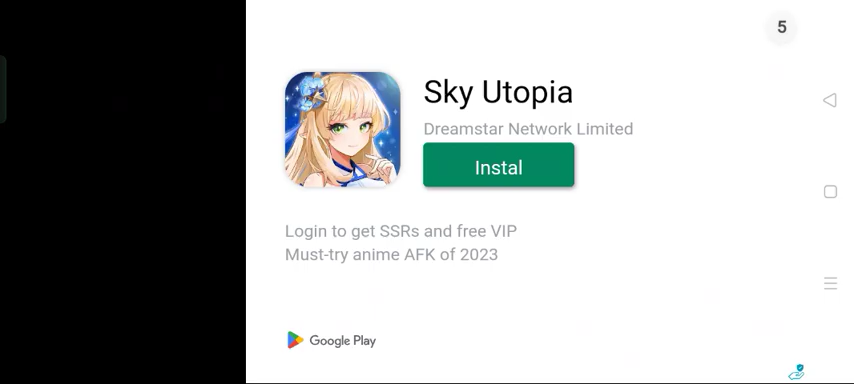 5
Sky Utopia
Dreamstar Network Limited
Instal
Login to get SSRs and free VIP
Must-try anime AFK of 2023
Google Play